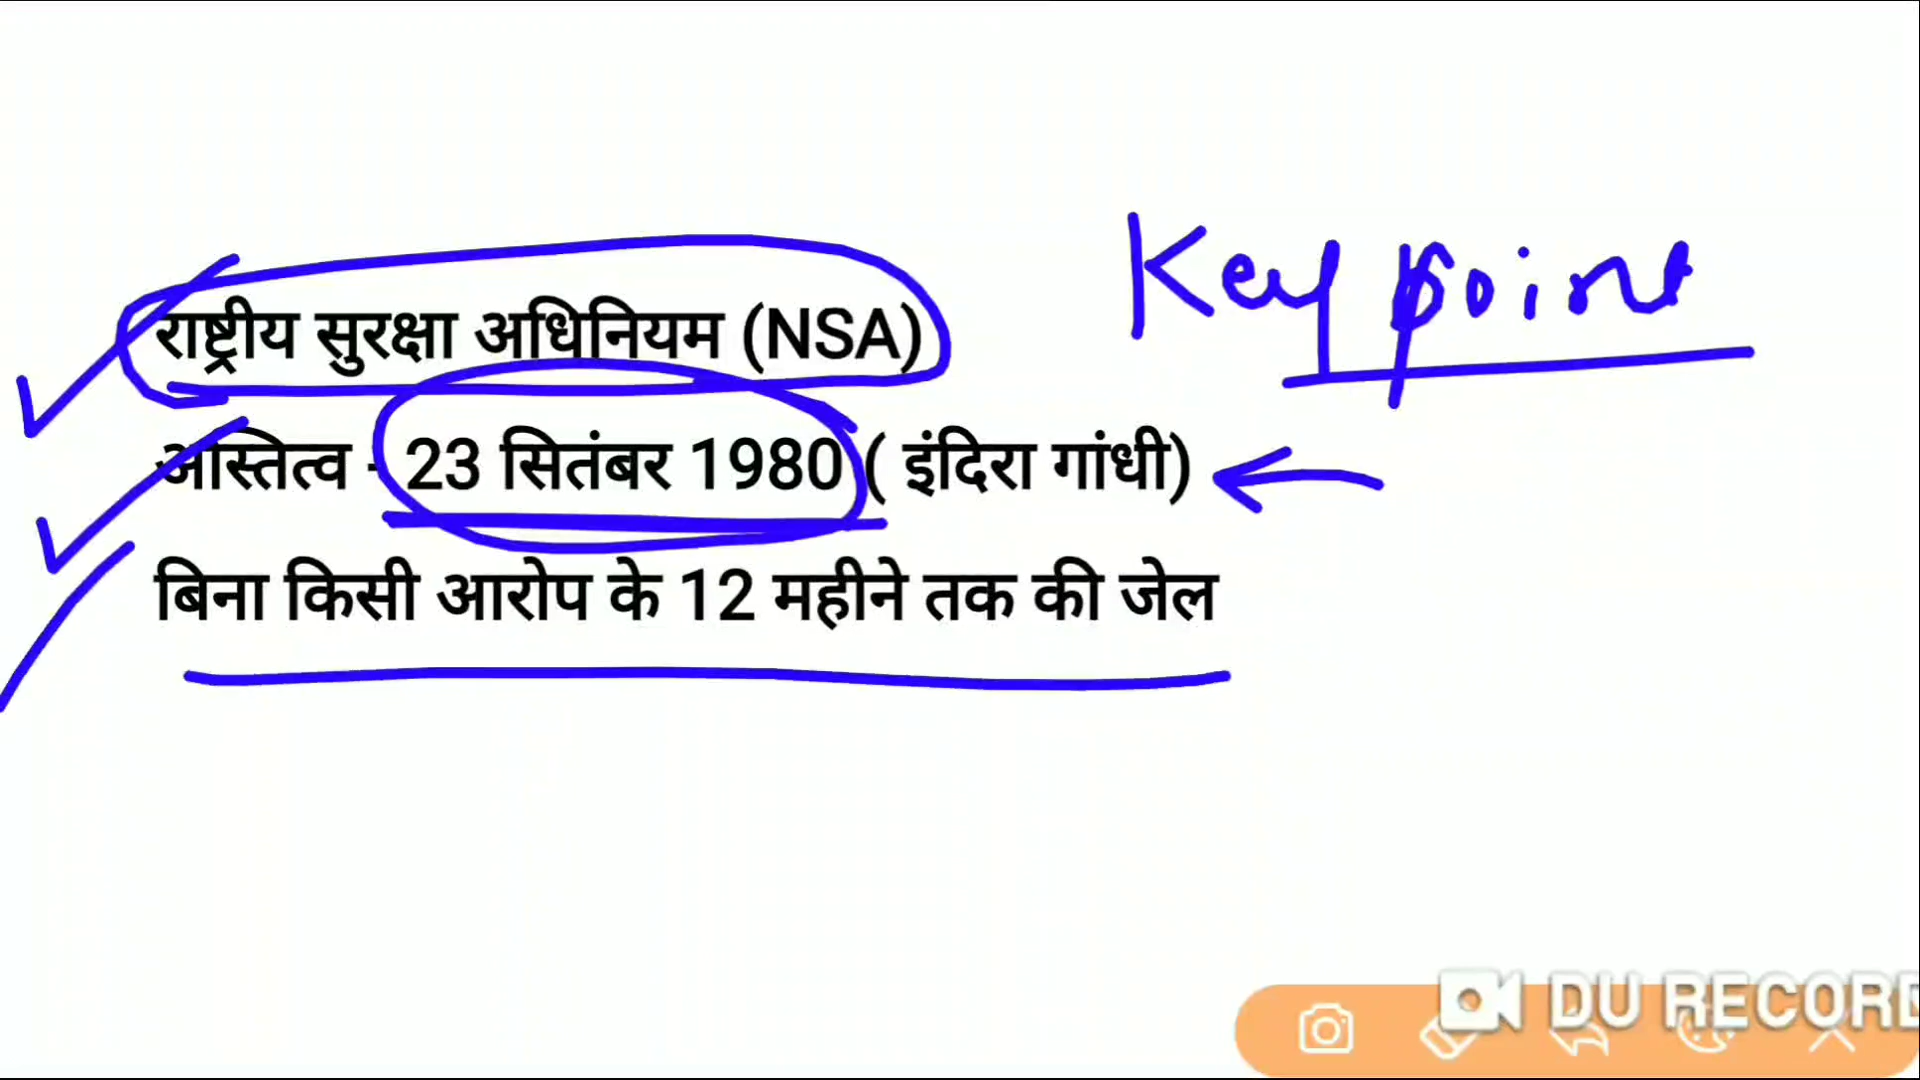 Key point
राष्ट्रीय सुरक्षा अधिनियम (NSA)
अस्तित्व - 23 सितंबर 1980 ( इंदिरा गांधी)
बिना किसी आरोप के 12 महीने तक की जेल
DU RECORD